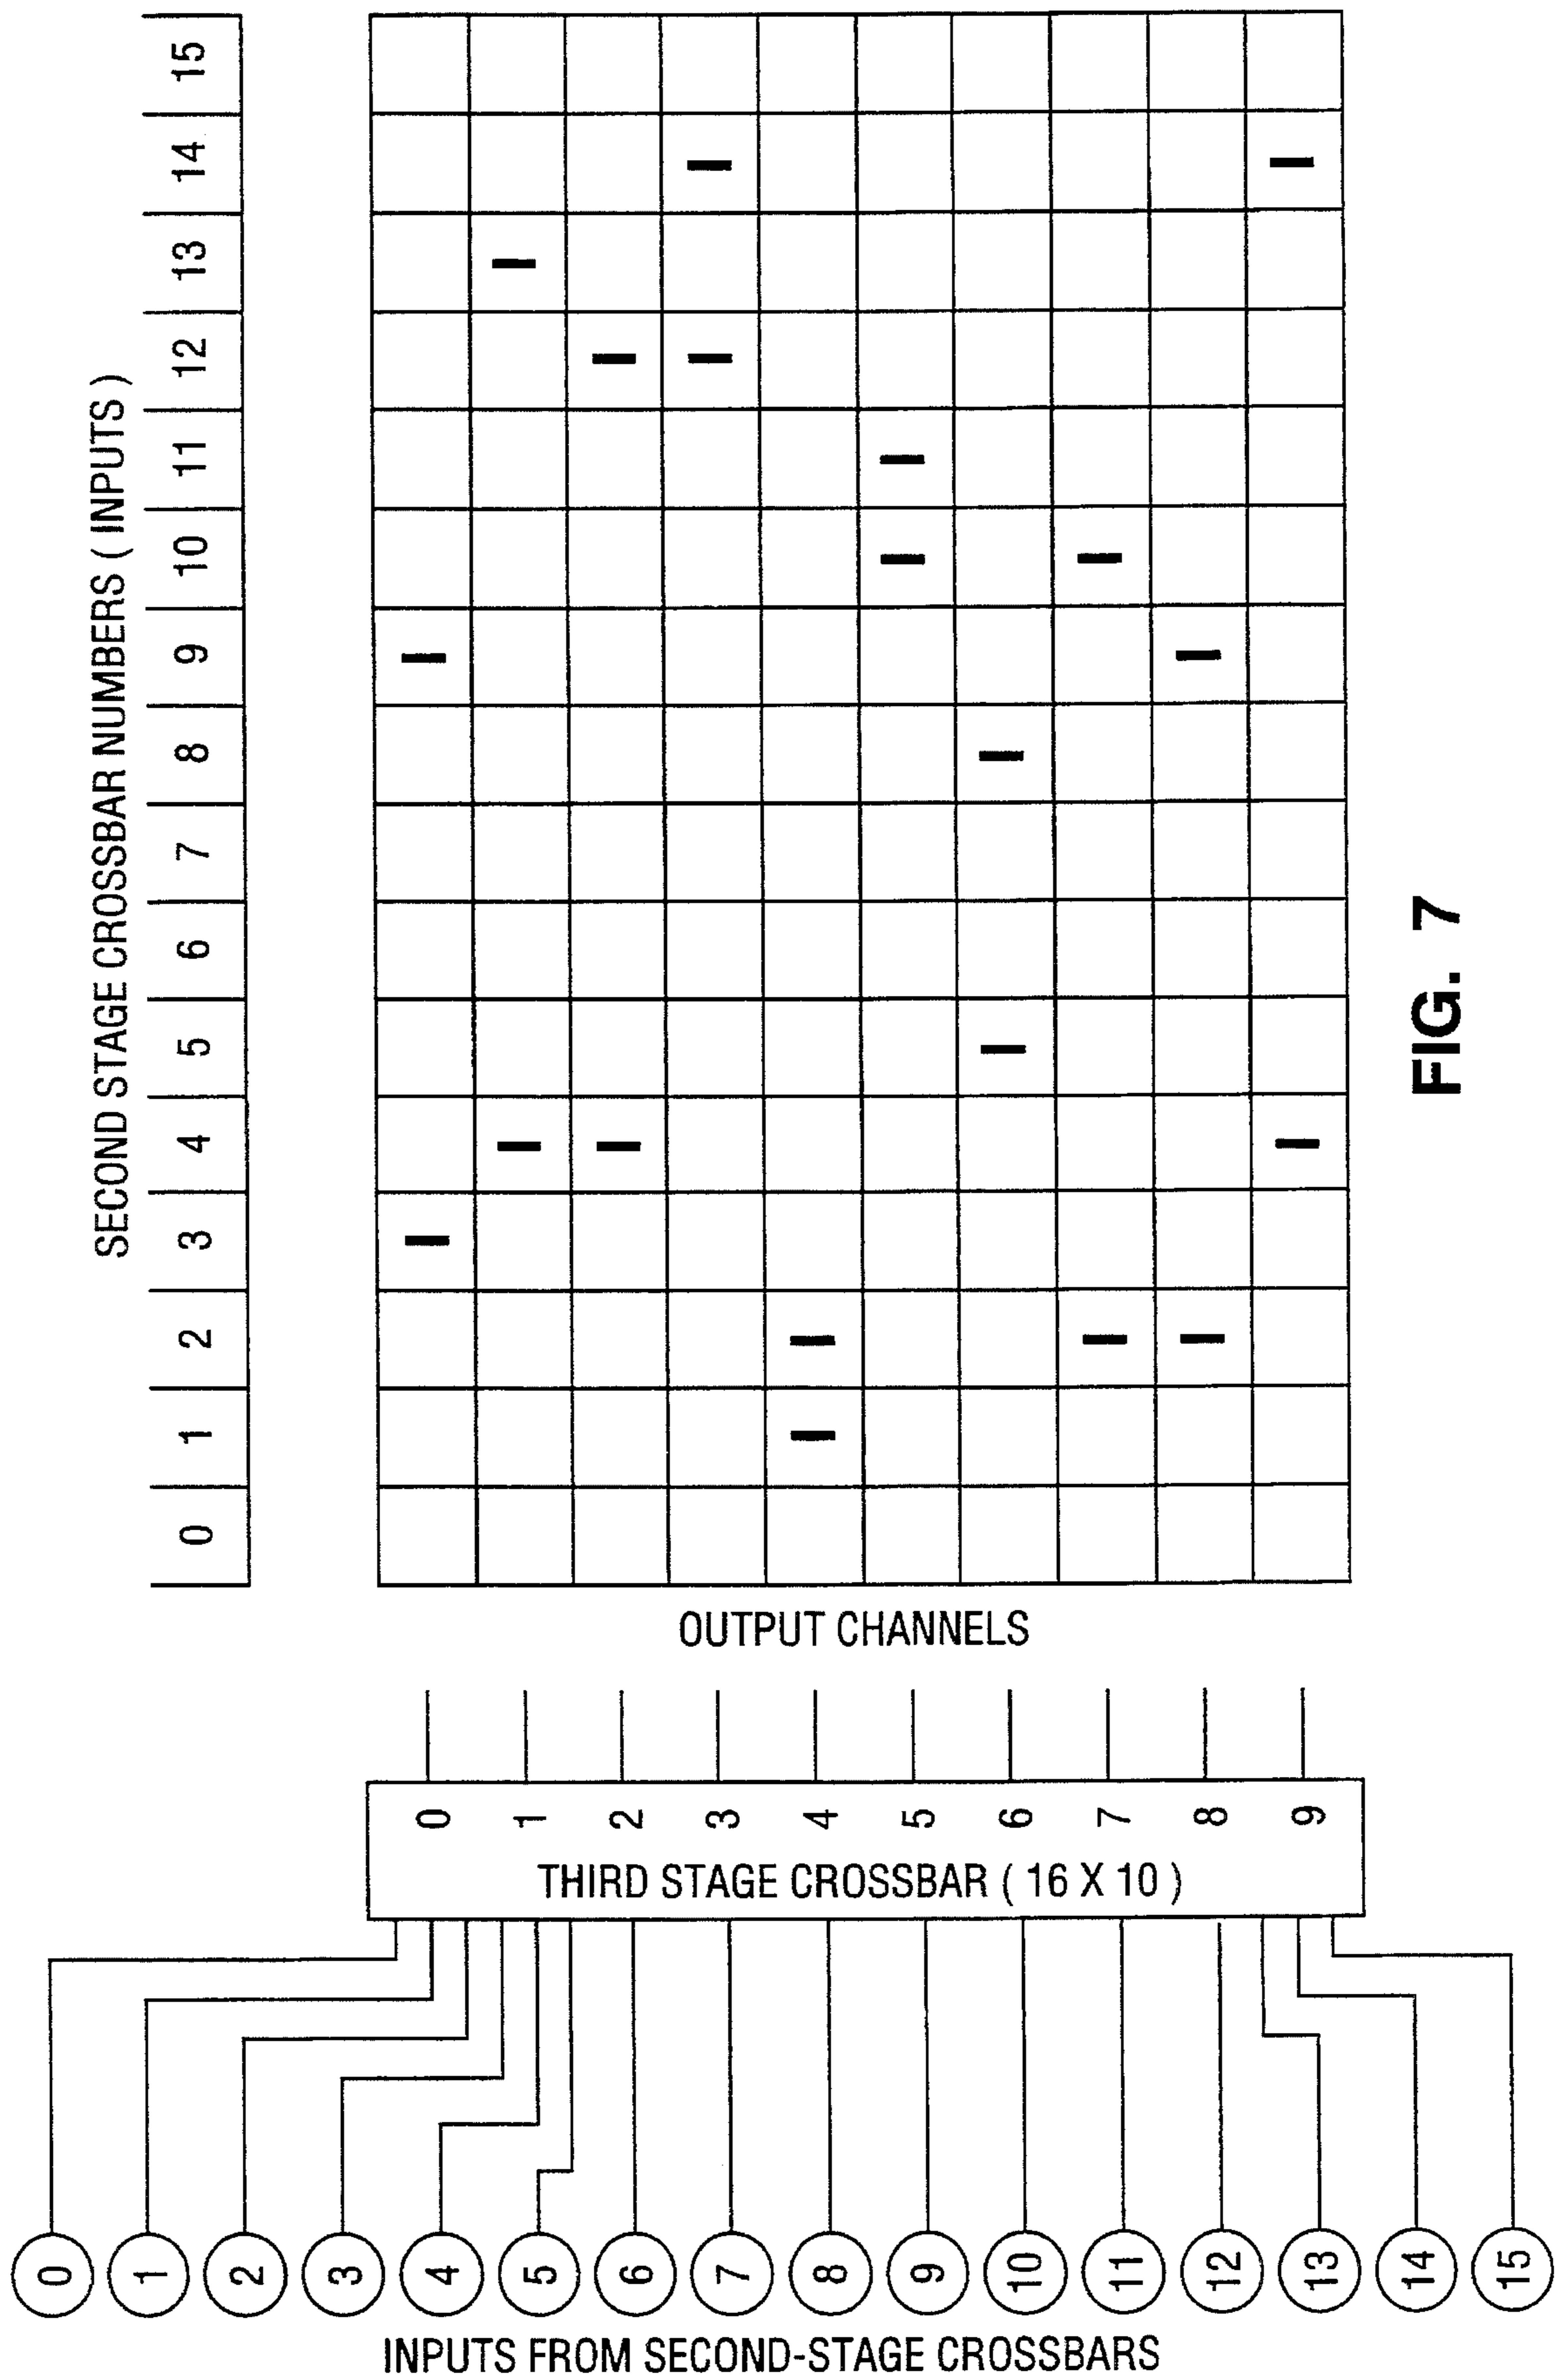 SECOND STAGE CROSSBAR NUMBERS ( INPUTS )
0 1 2 3 4 5 6 7 8 9 10 11 12 13 14 15
OUTPUT CHANNELS
0 1 2 3 4 5 6 7 8 9
THIRD STAGE CROSSBAR ( 16 X 10 )
0 1 2 3 4 5 6 7 8 9 10 11 12 13 14 15
INPUTS FROM SECOND-STAGE CROSSBARS
FIG. 7